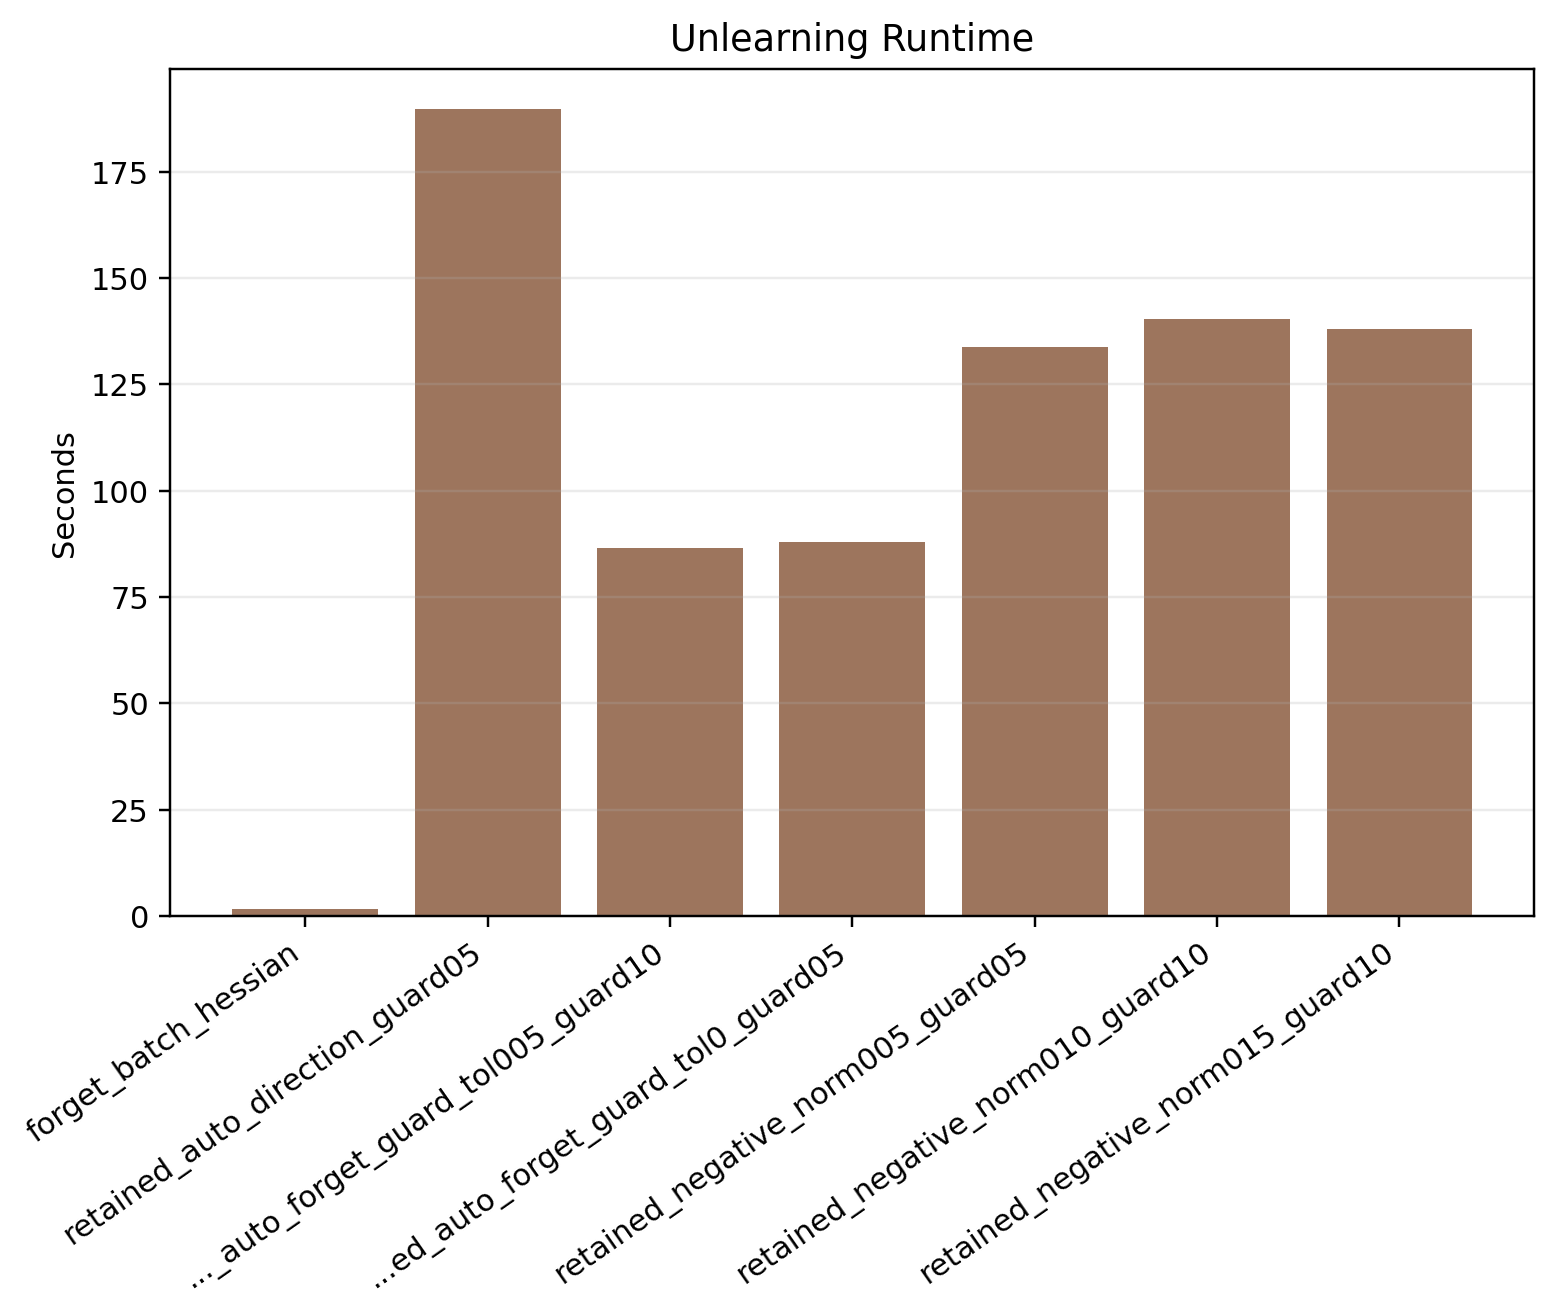 Unlearning Runtime
Seconds
175
150
125
100
75
50
25
0
forget_batch_hessian
retained_auto_direction_guard05
..._auto_forget_guard_tol005_guard10
...ed_auto_forget_guard_tol0_guard05
retained_negative_norm005_guard05
retained_negative_norm010_guard10
retained_negative_norm015_guard10